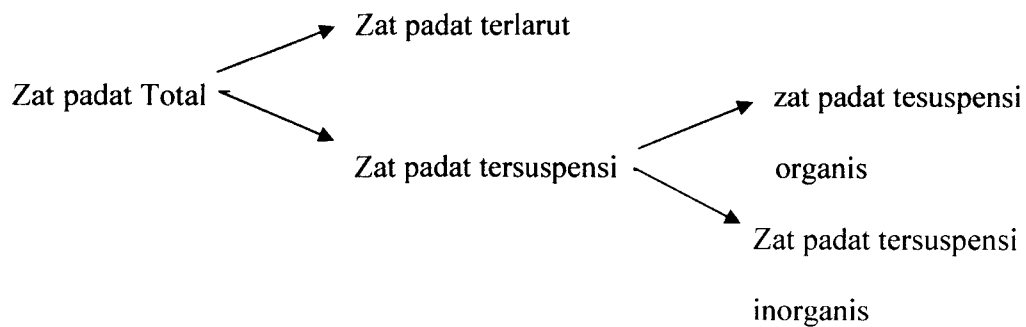 Zat padat terlarut
Zat padat Total
zat padat tesuspensi
organis
Zat padat tersuspensi
Zat padat tersuspensi
inorganis